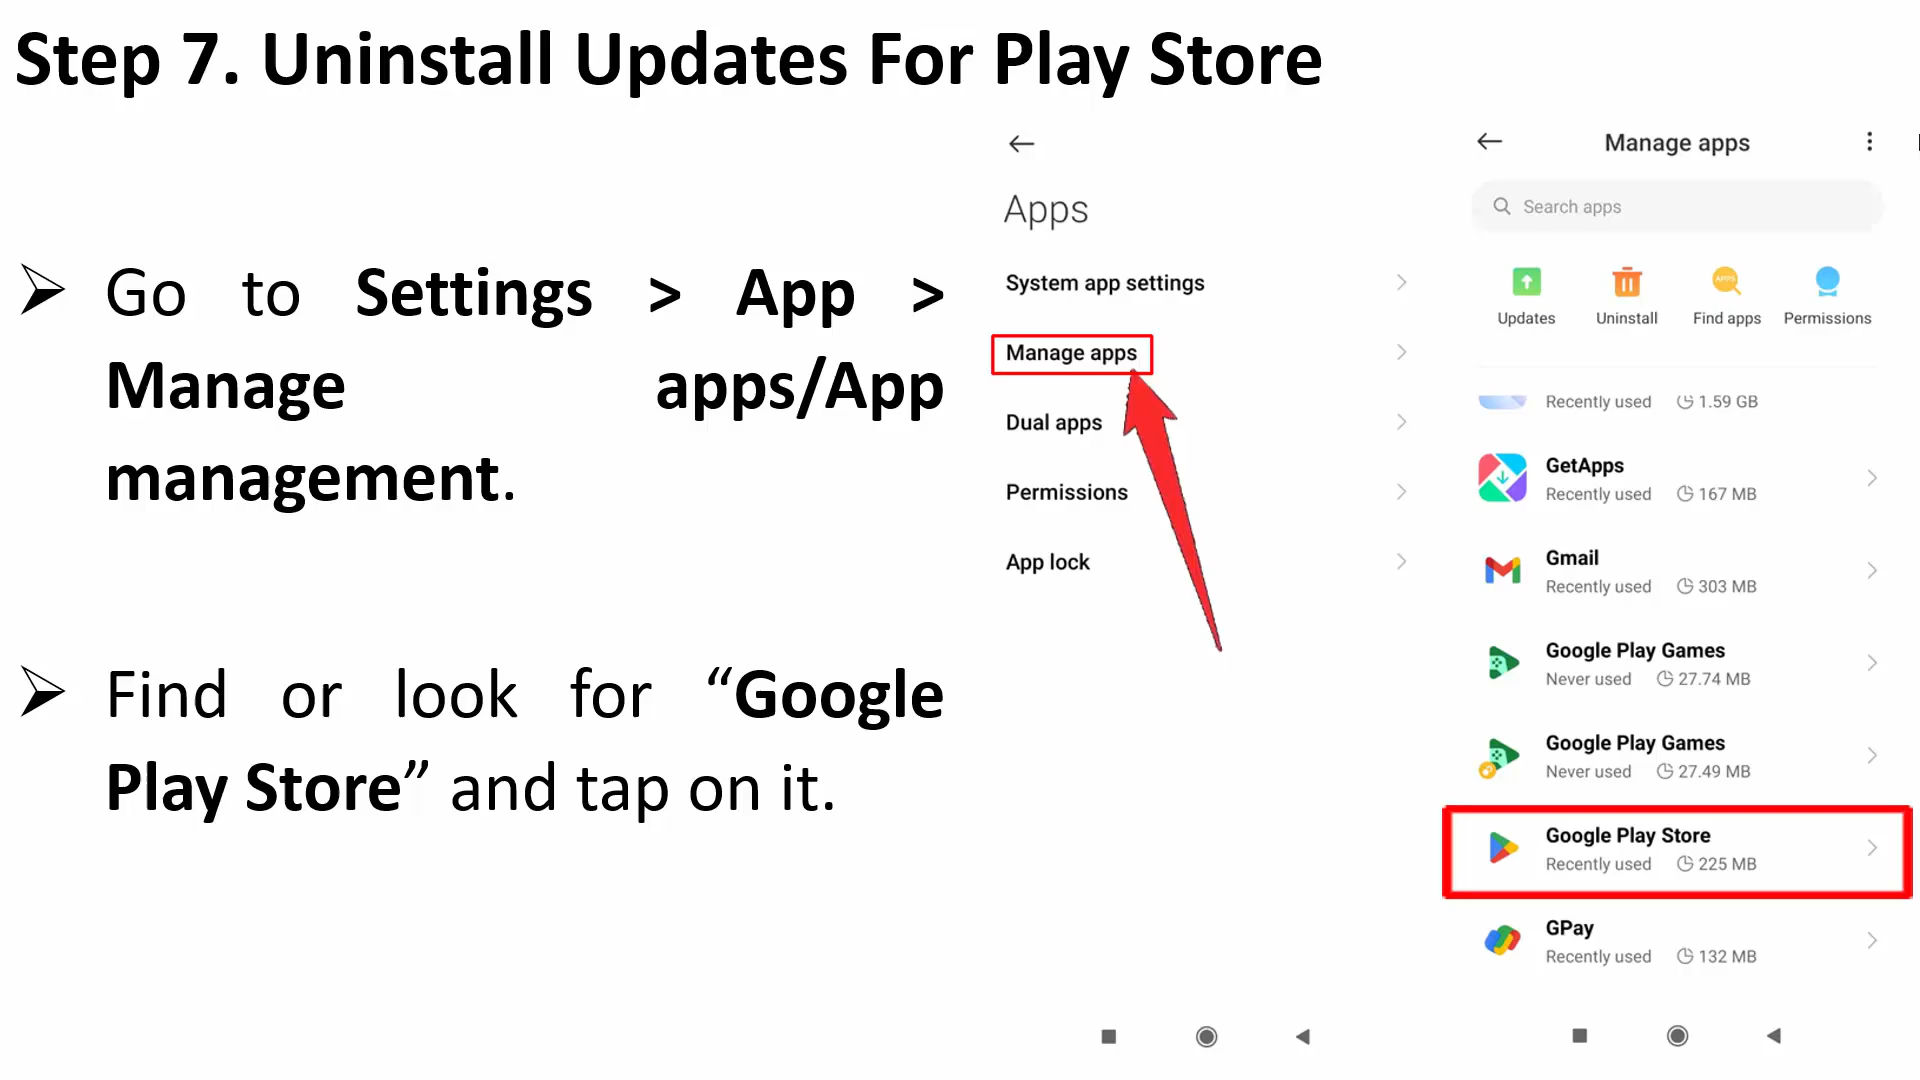 Step 7. Uninstall Updates For Play Store
Go to Settings > App >
Manage apps/App
management.
Find or look for “Google
Play Store” and tap on it.
Apps
System app settings
Manage apps
Dual apps
Permissions
App lock
Manage apps
Search apps
Updates Uninstall Find apps Permissions
Recently used 1.59 GB
GetApps
Recently used 167 MB
Gmail
Recently used 303 MB
Google Play Games
Never used 27.74 MB
Google Play Games
Never used 27.49 MB
Google Play Store
Recently used 225 MB
GPay
Recently used 132 MB